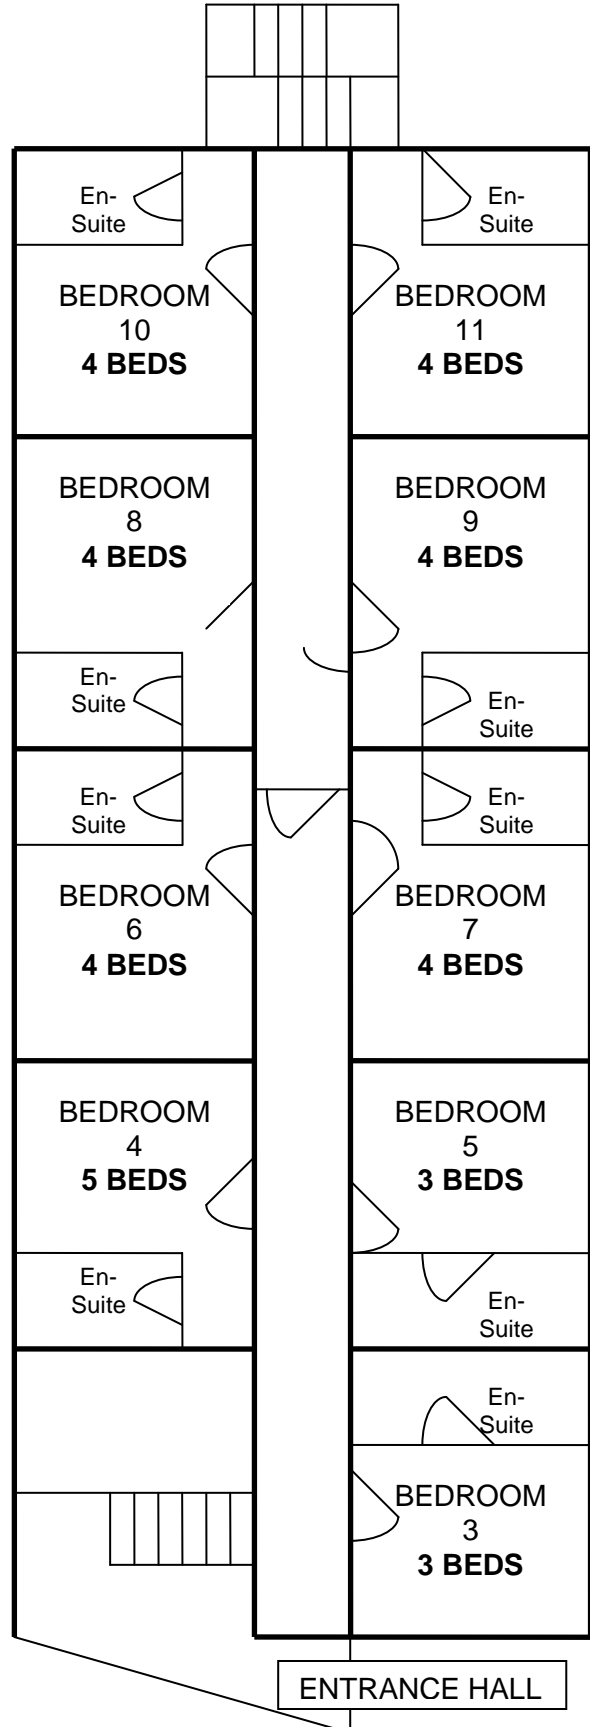 En-
Suite
En-
Suite
BEDROOM
10
4 BEDS
BEDROOM
11
4 BEDS
BEDROOM
8
4 BEDS
BEDROOM
9
4 BEDS
En-
Suite
En-
Suite
En-
Suite
En-
Suite
BEDROOM
6
4 BEDS
BEDROOM
7
4 BEDS
BEDROOM
4
5 BEDS
BEDROOM
5
3 BEDS
En-
Suite
En-
Suite
En-
Suite
BEDROOM
3
3 BEDS
ENTRANCE HALL